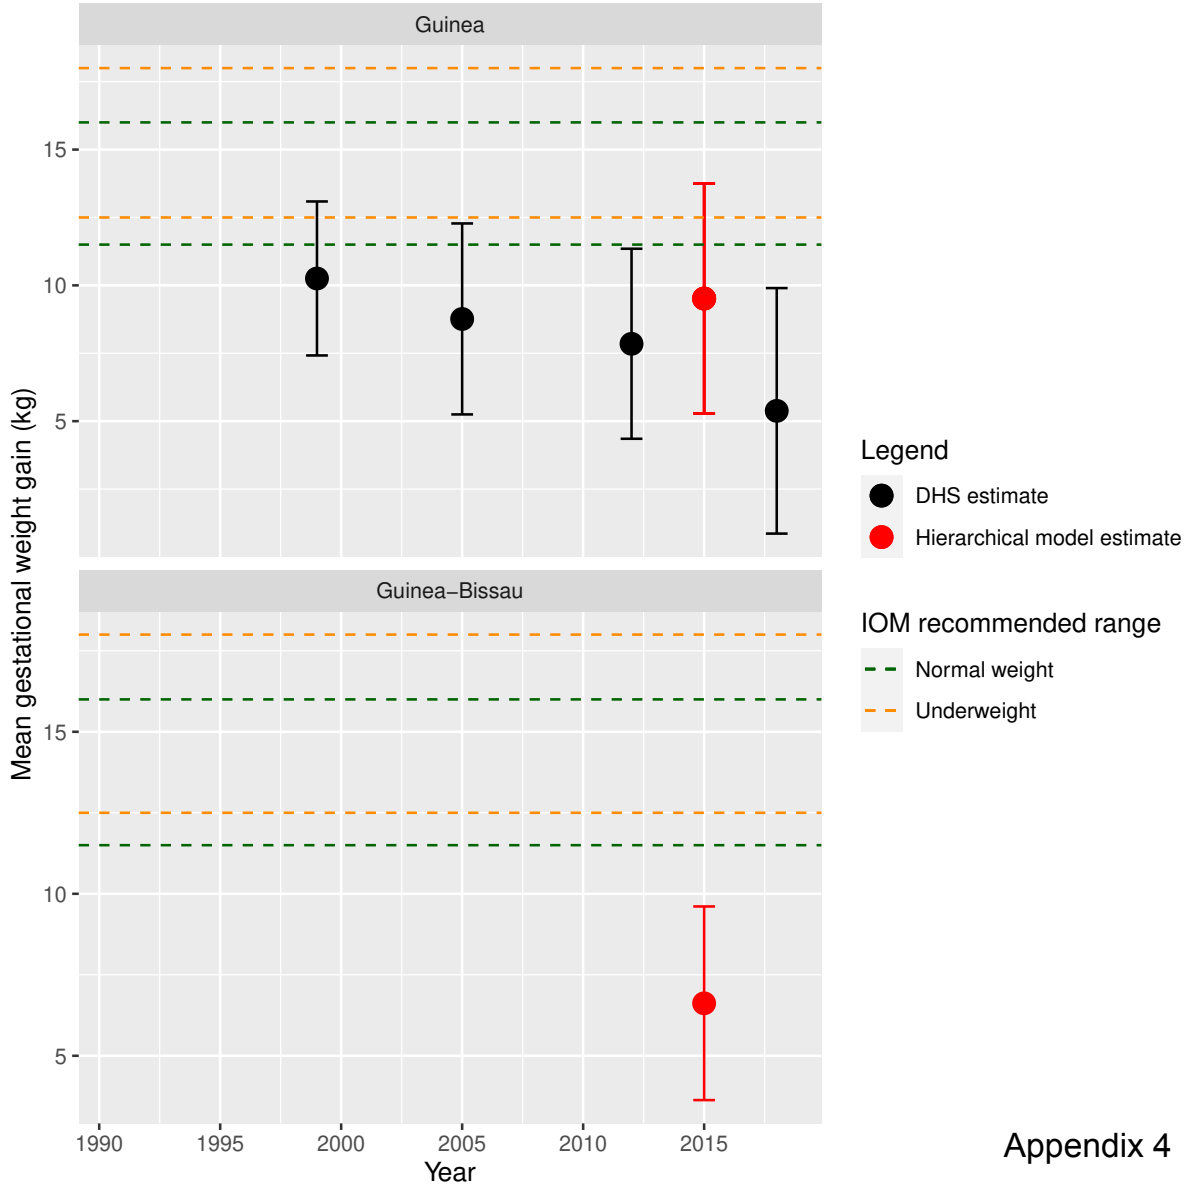 Guinea
15
10
5
Guinea−Bissau
15
10
5
1990 1995 2000 2005 2010 2015
Year
Mean gestational weight gain (kg)
Legend
DHS estimate
Hierarchical model estimate
IOM recommended range
Normal weight
Underweight
Appendix 4